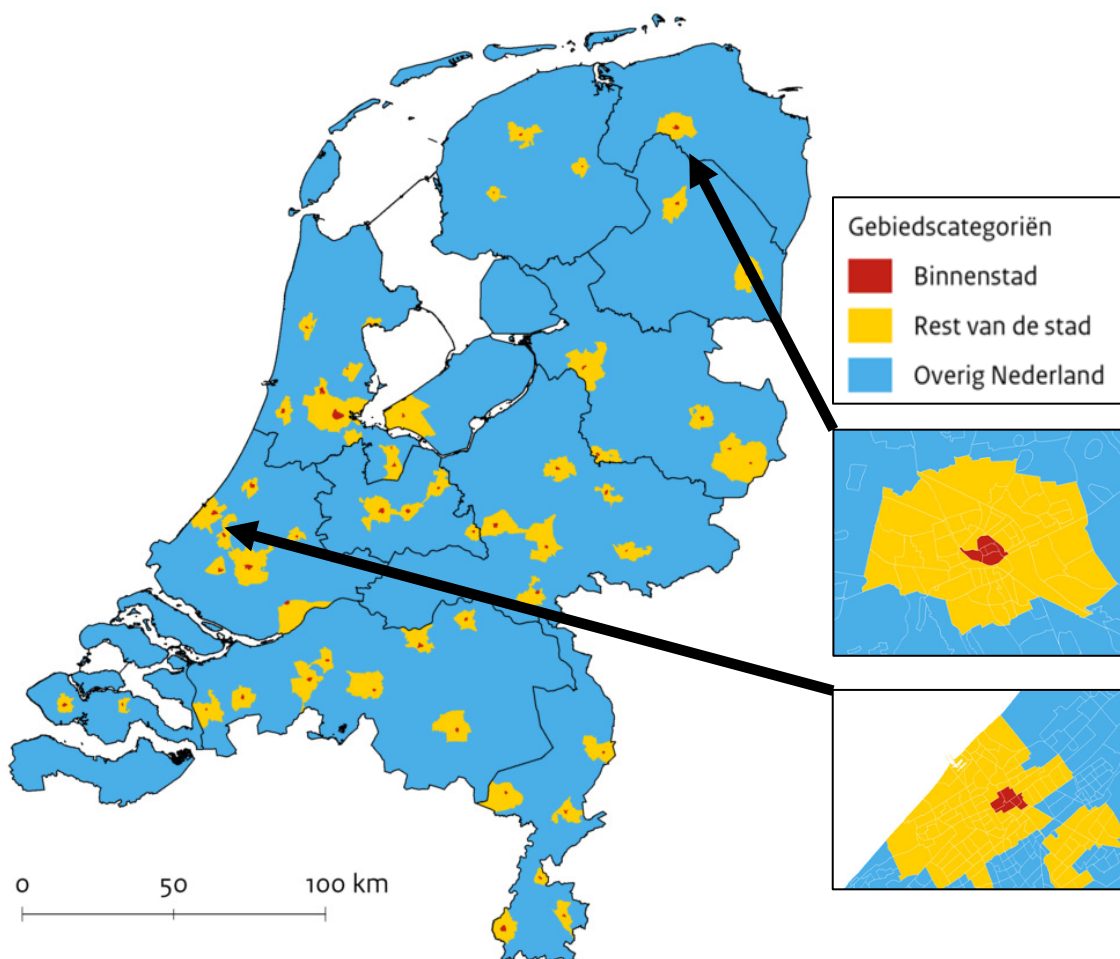 Gebiedscategoriën
Binnenstad
Rest van de stad
Overig Nederland
0 50 100 km